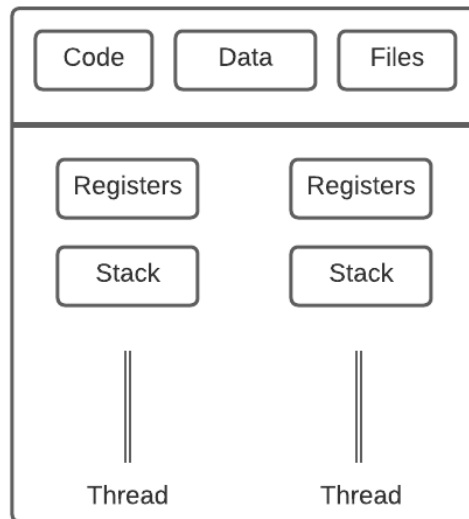 Code Data Files
Registers Registers
Stack Stack
Thread Thread